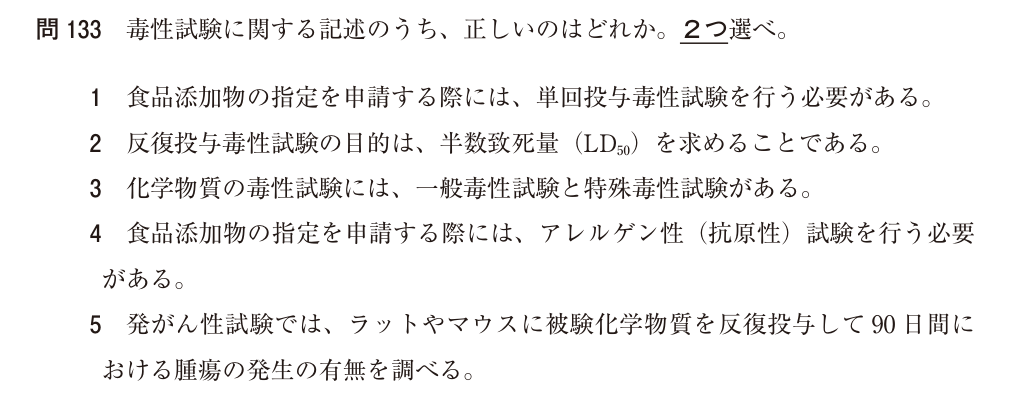 問 133　毒性試験に関する記述のうち、正しいのはどれか。２つ選べ。
1　食品添加物の指定を申請する際には、単回投与毒性試験を行う必要がある。
2　反復投与毒性試験の目的は、半数致死量（LD50）を求めることである。
3　化学物質の毒性試験には、一般毒性試験と特殊毒性試験がある。
4　食品添加物の指定を申請する際には、アレルゲン性（抗原性）試験を行う必要
がある。
5　発がん性試験では、ラットやマウスに被験化学物質を反復投与して 90 日間に
おける腫瘍の発生の有無を調べる。